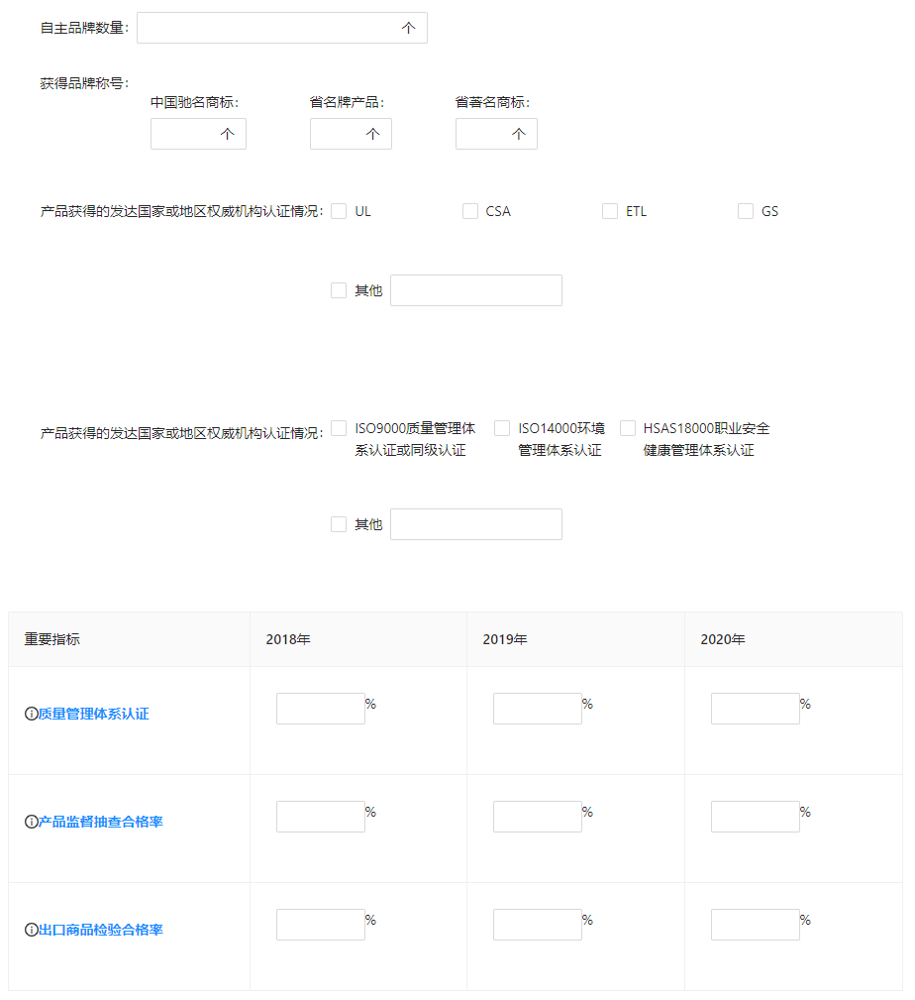 自主品牌数量: 个
获得品牌称号:
中国驰名商标: 省名牌产品: 省著名商标:
个 个 个
产品获得的发达国家或地区权威机构认证情况: UL CSA ETL GS
其他
产品获得的发达国家或地区权威机构认证情况: ISO9000质量管理体 ISO14000环境 HSAS18000职业安全
系认证或同级认证 管理体系认证 健康管理体系认证
其他
重要指标 2018年 2019年 2020年
质量管理体系认证 % % %
产品监督抽查合格率 % % %
出口商品检验合格率 % % %